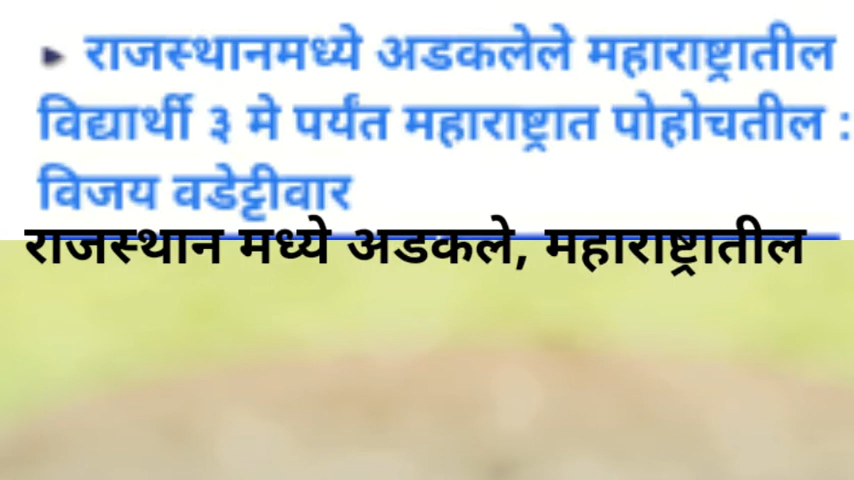 ► राजस्थानमध्ये अडकलेले महाराष्ट्रातील
विद्यार्थी ३ मे पर्यंत महाराष्ट्रात पोहोचतील :
विजय वडेट्टीवार
राजस्थान मध्ये अडकले, महाराष्ट्रातील